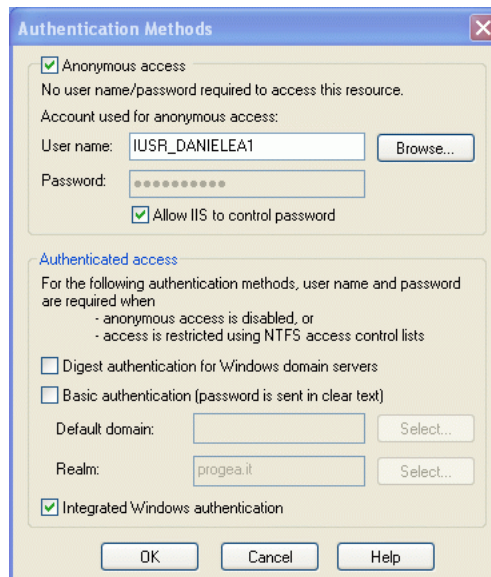 Authentication Methods
Anonymous access
No user name/password required to access this resource.
Account used for anonymous access:
User name: IUSR_DANIELEA1 Browse...
Password: ●●●●●●●●●●
Allow IIS to control password
Authenticated access
For the following authentication methods, user name and password
are required when
- anonymous access is disabled, or
- access is restricted using NTFS access control lists
Digest authentication for Windows domain servers
Basic authentication (password is sent in clear text)
Default domain: Select...
Realm: progea.it Select...
Integrated Windows authentication
OK Cancel Help